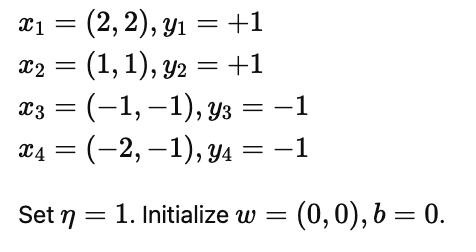 x₁ = (2, 2), y₁ = +1
x₂ = (1, 1), y₂ = +1
x₃ = (−1, −1), y₃ = −1
x₄ = (−2, −1), y₄ = −1
Set η = 1. Initialize w = (0, 0), b = 0.